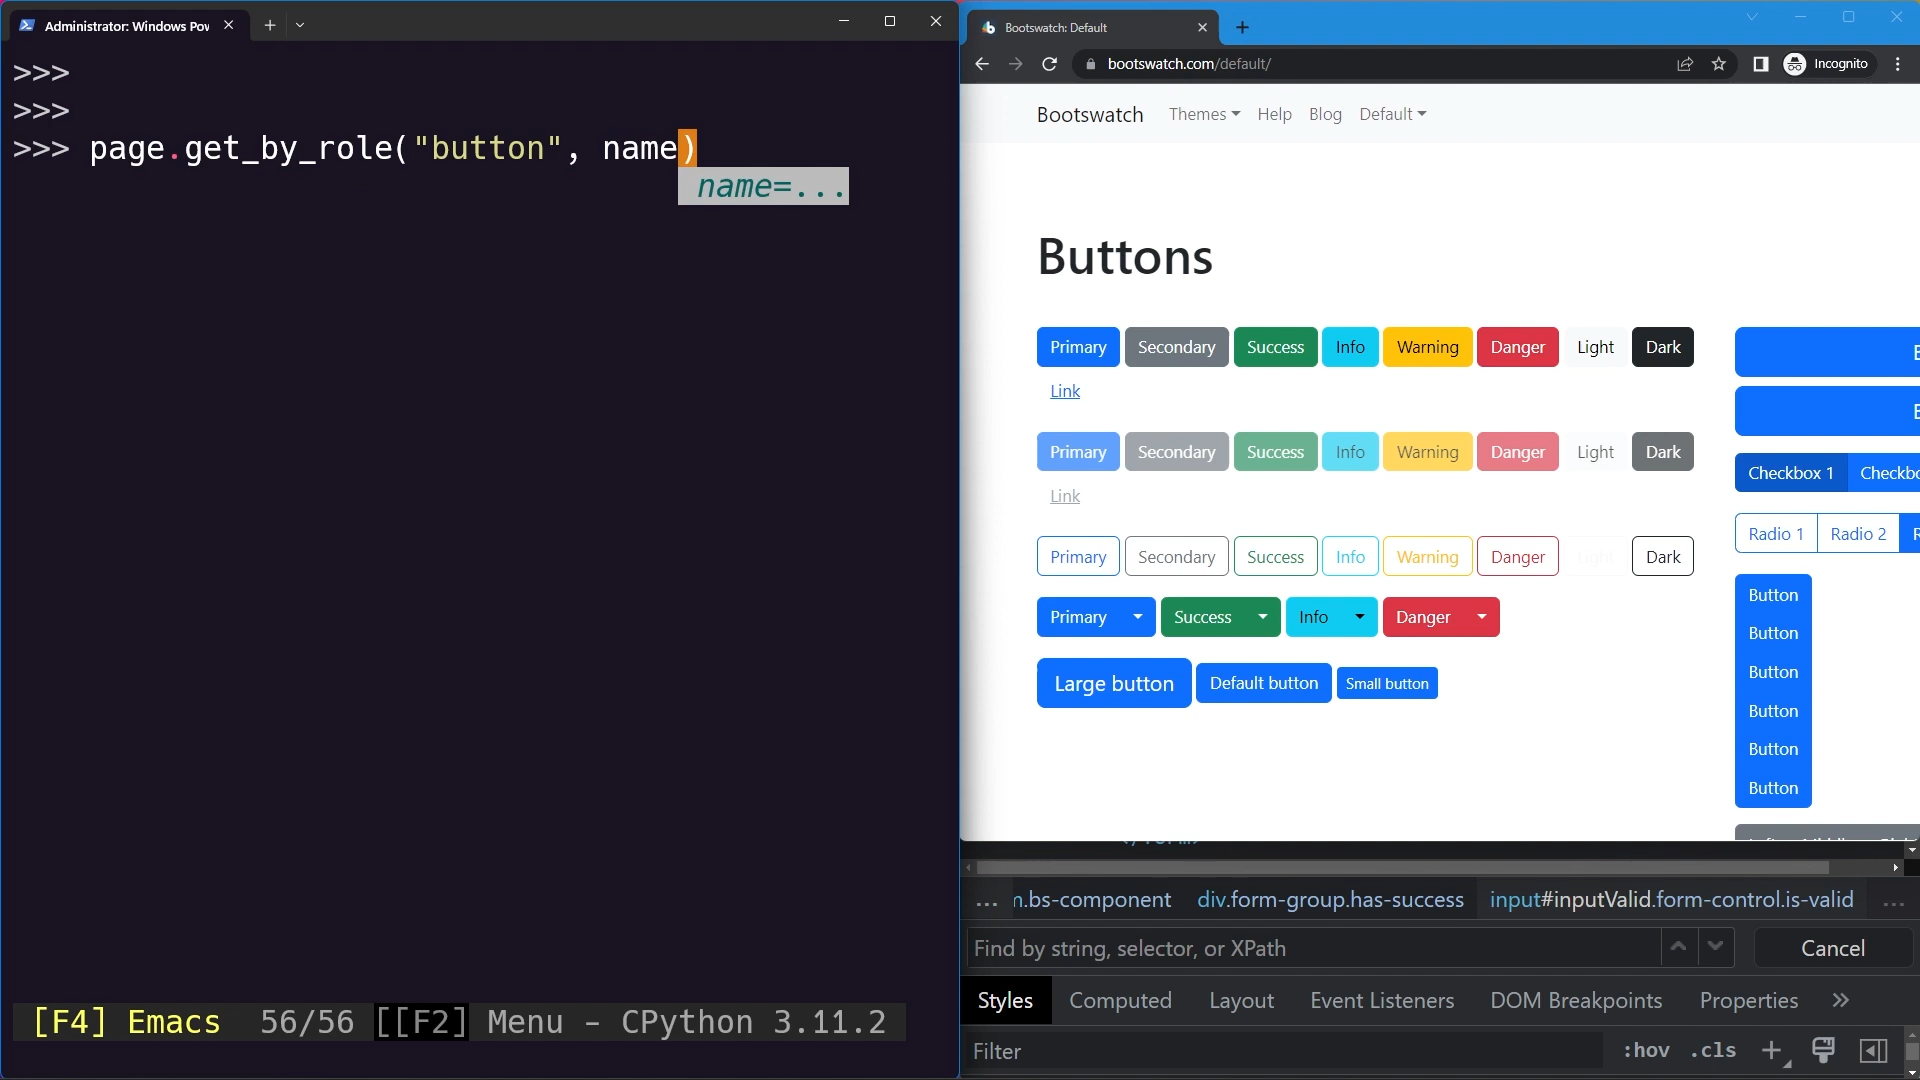 Administrator: Windows Pov
>>>
>>>
>>> page.get_by_role("button", name)
name=...
[F4] Emacs 56/56 [[F2] Menu - CPython 3.11.2
Bootswatch: Default
bootswatch.com/default/
Incognito
Bootswatch Themes Help Blog Default
Buttons
Primary Secondary Success Info Warning Danger Light Dark
Link
Primary Secondary Success Info Warning Danger Light Dark
Link
Primary Secondary Success Info Warning Danger Dark
Primary Success Info Danger
Large button Default button Small button
Checkbox 1 Checkbo
Radio 1 Radio 2
Button
Button
Button
Button
Button
Button
... n.bs-component div.form-group.has-success input#inputValid.form-control.is-valid ...
Find by string, selector, or XPath Cancel
Styles Computed Layout Event Listeners DOM Breakpoints Properties »
Filter :hov .cls